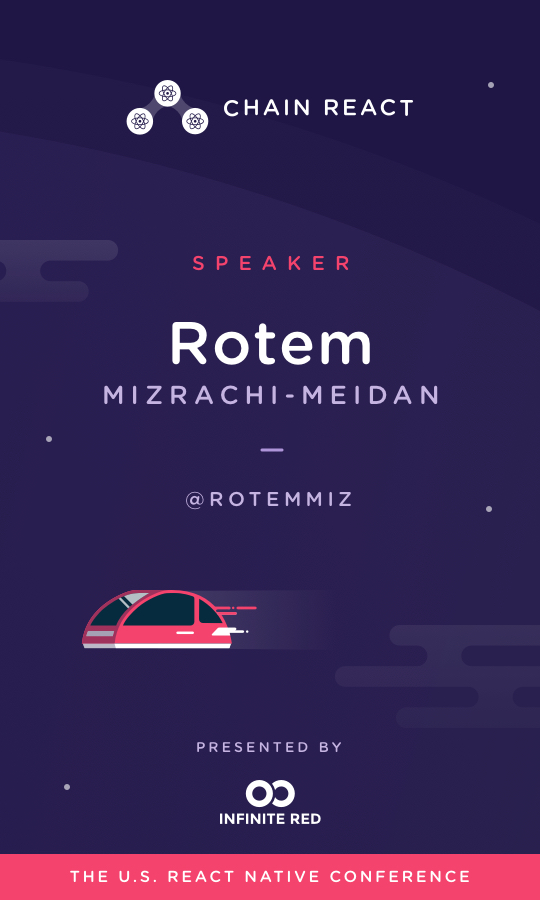 CHAIN REACT
SPEAKER
Rotem
MIZRACHI-MEIDAN
@ROTEMMIZ
PRESENTED BY
INFINITE RED
THE U.S. REACT NATIVE CONFERENCE